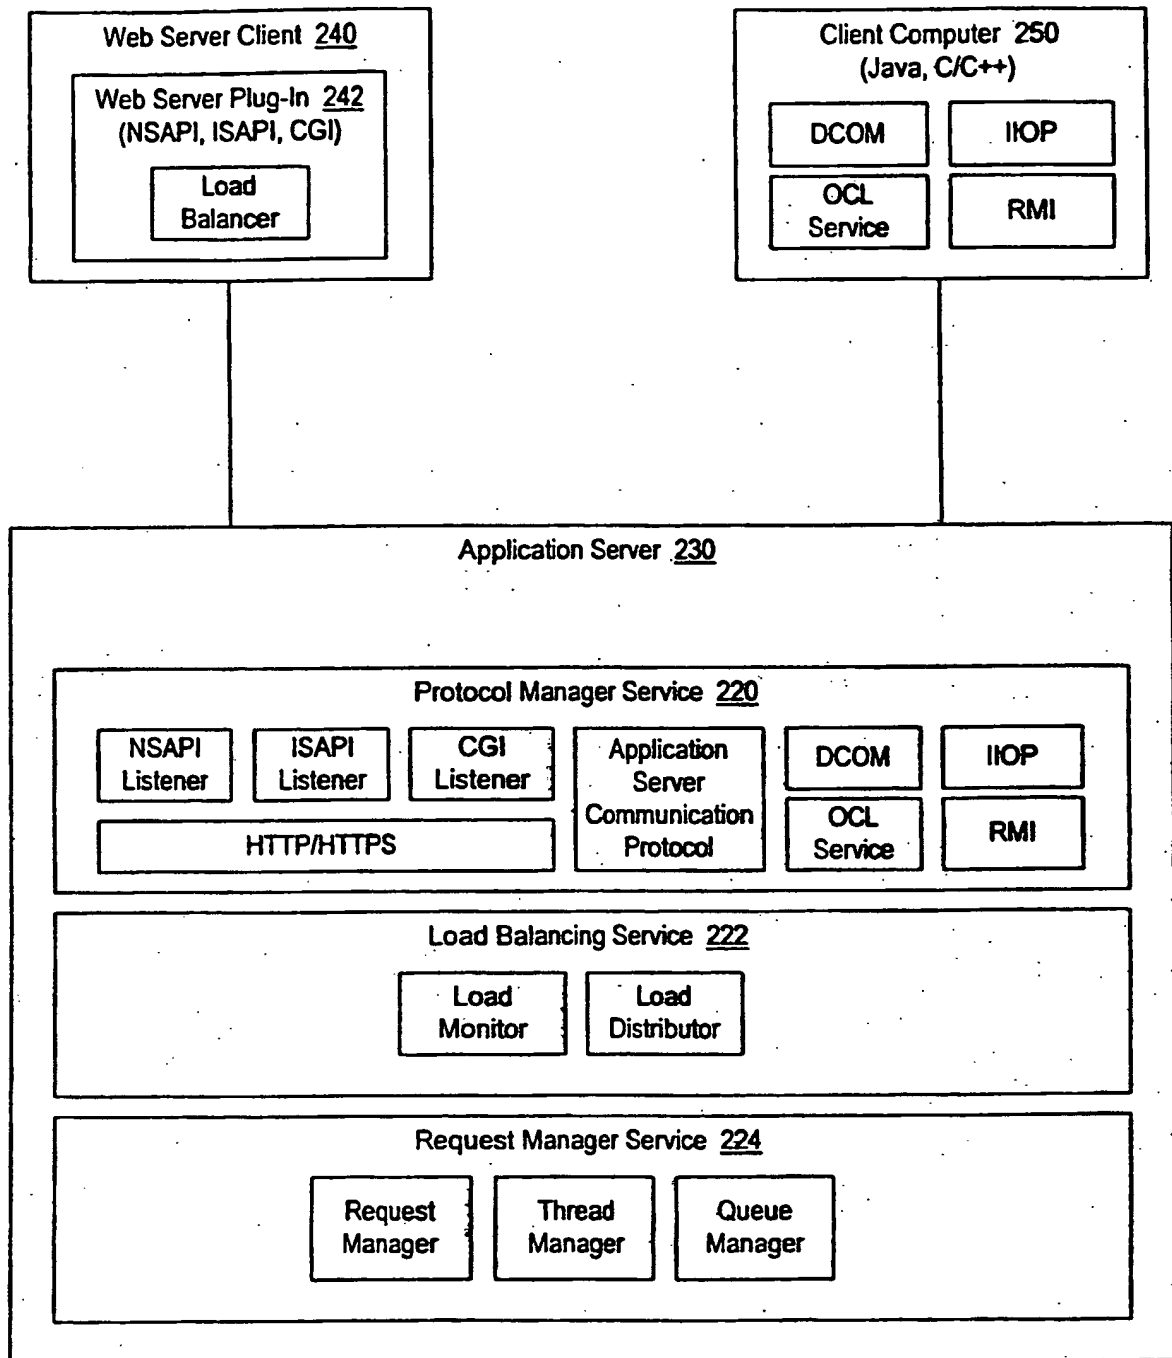 Web Server Client 240
Web Server Plug-In 242
(NSAPI, ISAPI, CGI)
Load
Balancer
Client Computer 250
(Java, C/C++)
DCOM
IIOP
OCL
Service
RMI
Application Server 230
Protocol Manager Service 220
NSAPI
Listener
ISAPI
Listener
CGI
Listener
HTTP/HTTPS
Application
Server
Communication
Protocol
DCOM
IIOP
OCL
Service
RMI
Load Balancing Service 222
Load
Monitor
Load
Distributor
Request Manager Service 224
Request
Manager
Thread
Manager
Queue
Manager